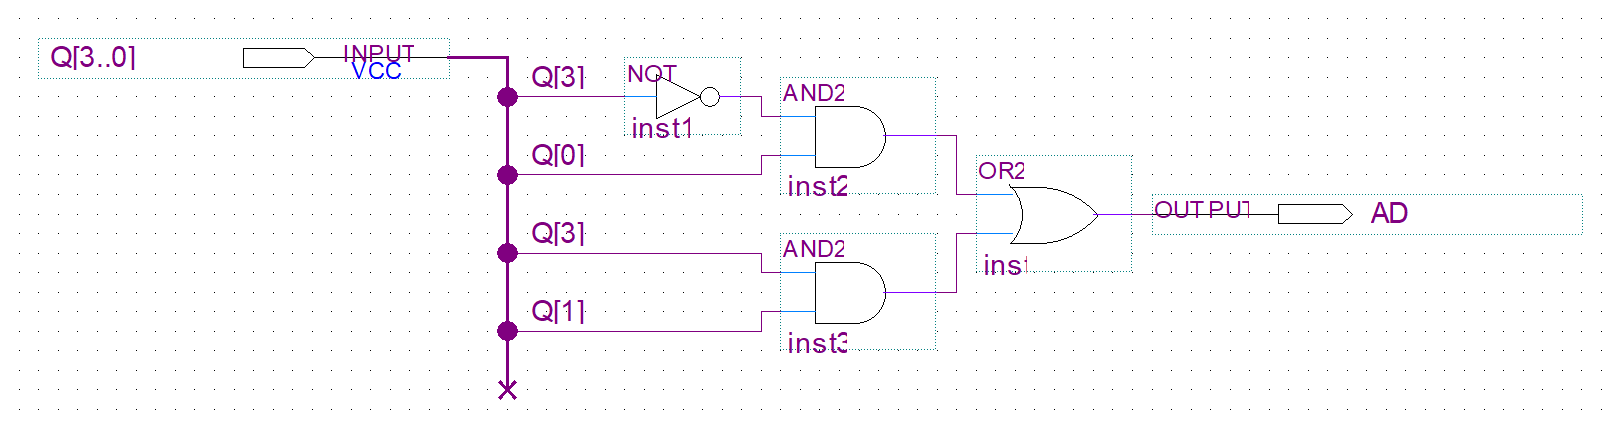 Q[3..0]
INPUT
VCC
Q[3]
NOT
inst1
AND2
Q[0]
inst2
OR2
OUTPUT
AD
Q[3]
AND2
inst
Q[1]
inst3